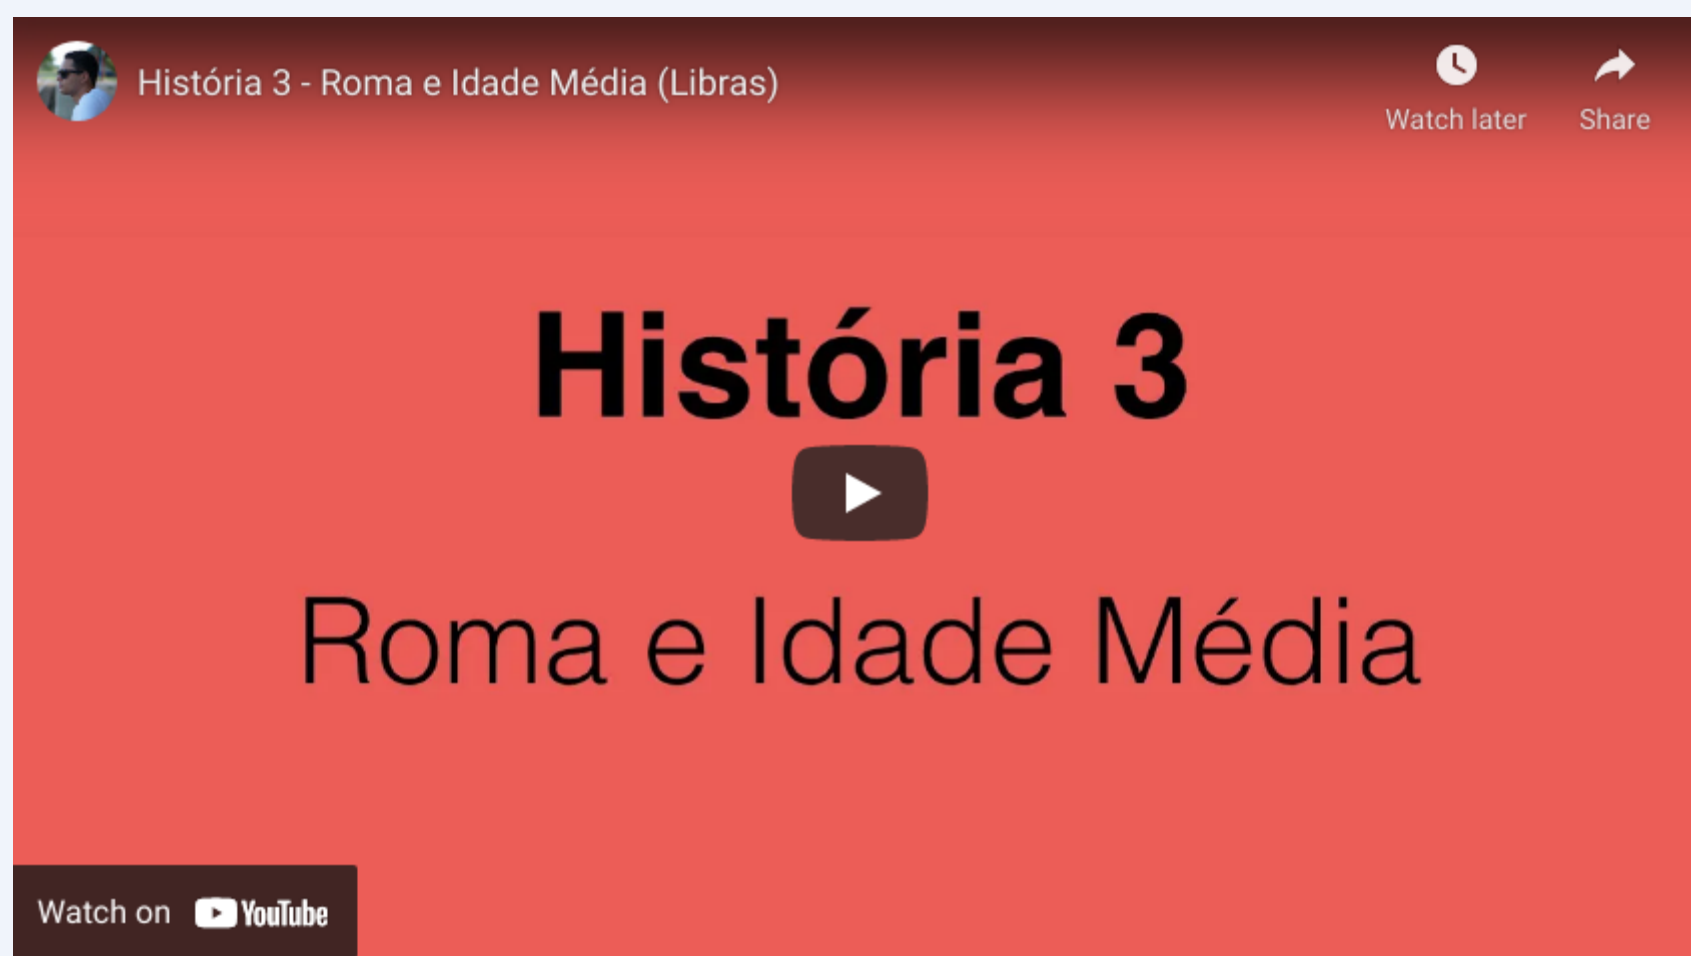 História 3 - Roma e Idade Média (Libras)
Watch later
Share
História 3
Roma e Idade Média
Watch on YouTube